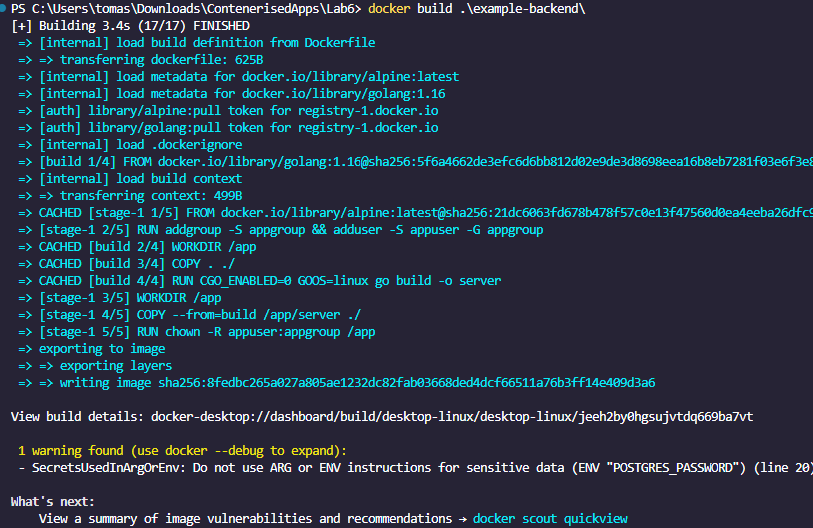 PS C:\Users\tomas\Downloads\ContenerisedApps\Lab6> docker build .\example-backend\
[+] Building 3.4s (17/17) FINISHED
=> [internal] load build definition from Dockerfile
=> => transferring dockerfile: 625B
=> [internal] load metadata for docker.io/library/alpine:latest
=> [internal] load metadata for docker.io/library/golang:1.16
=> [auth] library/alpine:pull token for registry-1.docker.io
=> [auth] library/golang:pull token for registry-1.docker.io
=> [internal] load .dockerignore
=> [build 1/4] FROM docker.io/library/golang:1.16@sha256:5f6a4662de3efc6d6bb812d02e9de3d8698eea16b8eb7281f03e6f3e8
=> [internal] load build context
=> => transferring context: 499B
=> CACHED [stage-1 1/5] FROM docker.io/library/alpine:latest@sha256:21dc6063fd678b478f57c0e13f47560d0ea4eeba26dfc9
=> [stage-1 2/5] RUN addgroup -S appgroup && adduser -S appuser -G appgroup
=> CACHED [build 2/4] WORKDIR /app
=> CACHED [build 3/4] COPY . ./
=> CACHED [build 4/4] RUN CGO_ENABLED=0 GOOS=linux go build -o server
=> [stage-1 3/5] WORKDIR /app
=> [stage-1 4/5] COPY --from=build /app/server ./
=> [stage-1 5/5] RUN chown -R appuser:appgroup /app
=> exporting to image
=> => exporting layers
=> => writing image sha256:8fedbc265a027a805ae1232dc82fab03668ded4dcf66511a76b3ff14e409d3a6
View build details: docker-desktop://dashboard/build/desktop-linux/desktop-linux/jeeh2by0hgsujvtdq669ba7vt
1 warning found (use docker --debug to expand):
- SecretsUsedInArgOrEnv: Do not use ARG or ENV instructions for sensitive data (ENV "POSTGRES_PASSWORD") (line 20)
What's next:
View a summary of image vulnerabilities and recommendations → docker scout quickview